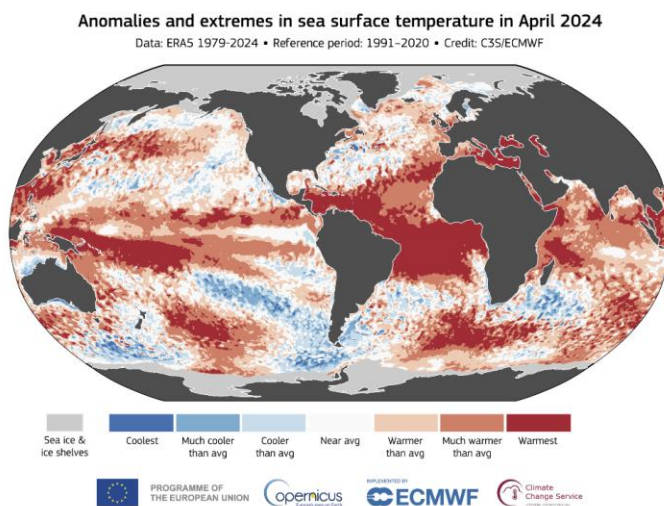 Anomalies and extremes in sea surface temperature in April 2024
Data: ERA5 1979-2024 • Reference period: 1991–2020 • Credit: C3S/ECMWF
Sea ice &
ice shelves
Coolest
Much cooler
than avg
Cooler
than avg
Near avg
Warmer
than avg
Much warmer
than avg
Warmest
PROGRAMME OF
THE EUROPEAN UNION
opernicus
IMPLEMENTED BY
ECMWF
Climate
Change Service